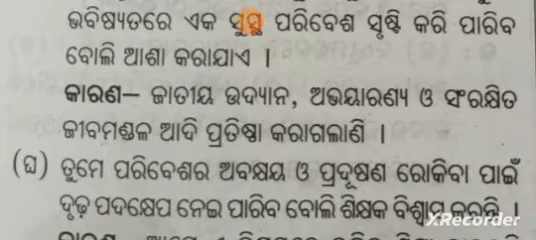 ଭବିଷ୍ୟତରେ ଏକ ସୁସ୍ଥ ପରିବେଶ ସୃଷ୍ଟି କରି ପାରିବ
ବୋଲି ଆଶା କରାଯାଏ ।
କାରଣ– ଜାତୀୟ ଉଦ୍ୟାନ, ଅଭୟାରଣ୍ୟ ଓ ସଂରକ୍ଷିତ
ଜୀବମଣ୍ଡଳ ଆଦି ପ୍ରତିଷ୍ଠା କରାଗଲାଣି ।
(ଘ) ତୁମେ ପରିବେଶର ଅବକ୍ଷୟ ଓ ପ୍ରଦୂଷଣ ରୋକିବା ପାଇଁ
ଦୃଢ଼ ପଦକ୍ଷେପ ନେଇ ପାରିବ ବୋଲି ଶିକ୍ଷକ ବିଶ୍ୱାସ କରନ୍ତି ।
XRecorder